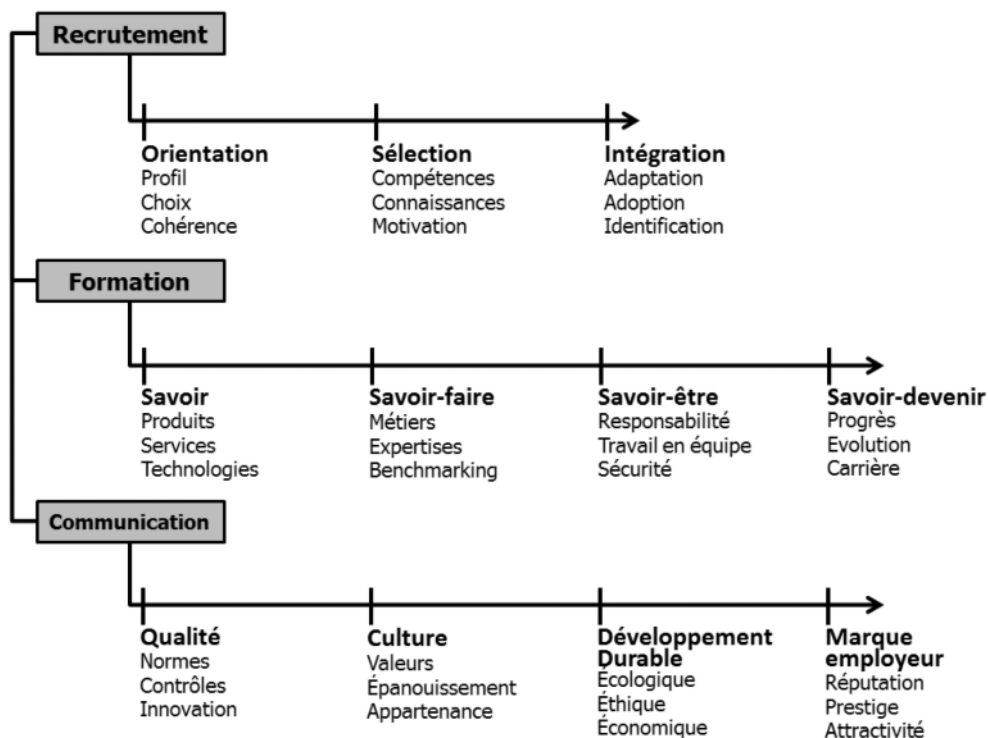 Recrutement
Orientation
Profil
Choix
Cohérence
Sélection
Compétences
Connaissances
Motivation
Intégration
Adaptation
Adoption
Identification
Formation
Savoir
Produits
Services
Technologies
Savoir-faire
Métiers
Expertises
Benchmarking
Savoir-être
Responsabilité
Travail en équipe
Sécurité
Savoir-devenir
Progrès
Evolution
Carrière
Communication
Qualité
Normes
Contrôles
Innovation
Culture
Valeurs
Épanouissement
Appartenance
Développement
Durable
Écologique
Éthique
Économique
Marque
employeur
Réputation
Prestige
Attractivité